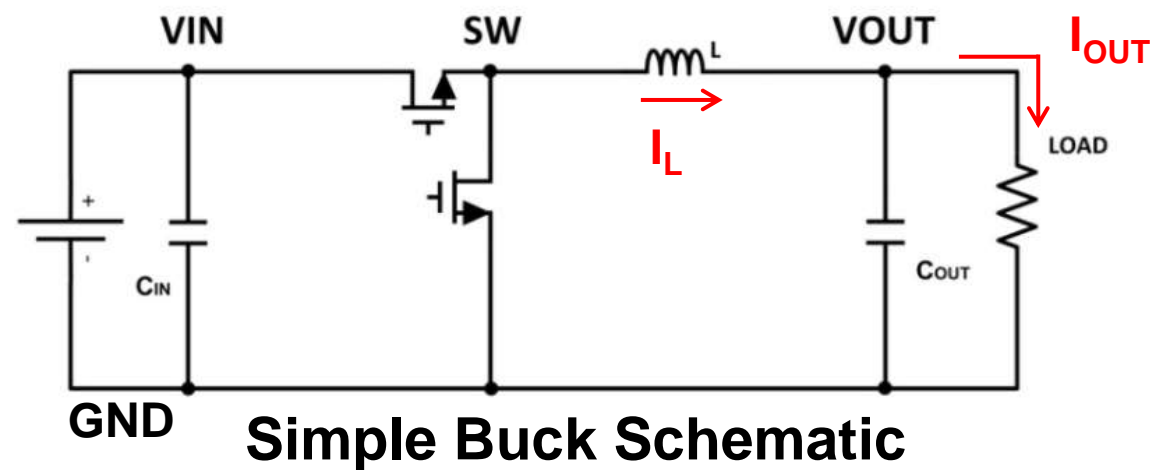 VIN
SW
L
VOUT
IOUT
IL
LOAD
+
-
CIN
COUT
GND
Simple Buck Schematic